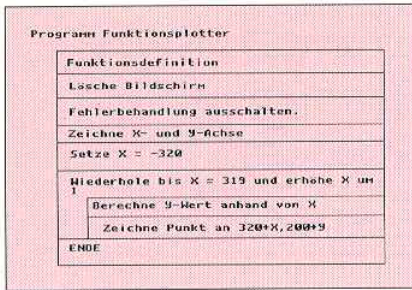 Programm Funktionsplotter
Funktionsdefinition
Lösche Bildschirm
Fehlerbehandlung ausschalten.
Zeichne X- und Y-Achse
Setze X = -320
Wiederhole bis X = 319 und erhöhe X um
1
Berechne Y-Wert anhand von X
Zeichne Punkt an 320+X,200+Y
ENDE